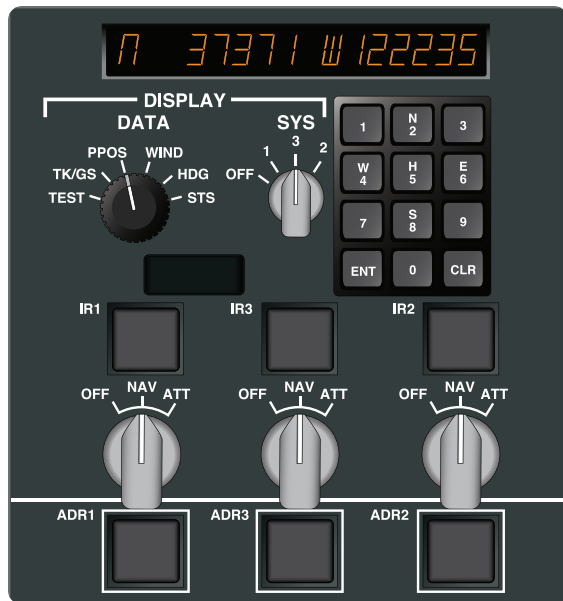 N 37371 W122235
DISPLAY
DATA SYS
PPOS WIND
TK/GS HDG
TEST STS
OFF 1 3 2
1 N 2 3
W 4 H 5 E 6
7 S 8 9
ENT 0 CLR
IR1 IR3 IR2
OFF NAV ATT OFF NAV ATT OFF NAV ATT
ADR1 ADR3 ADR2